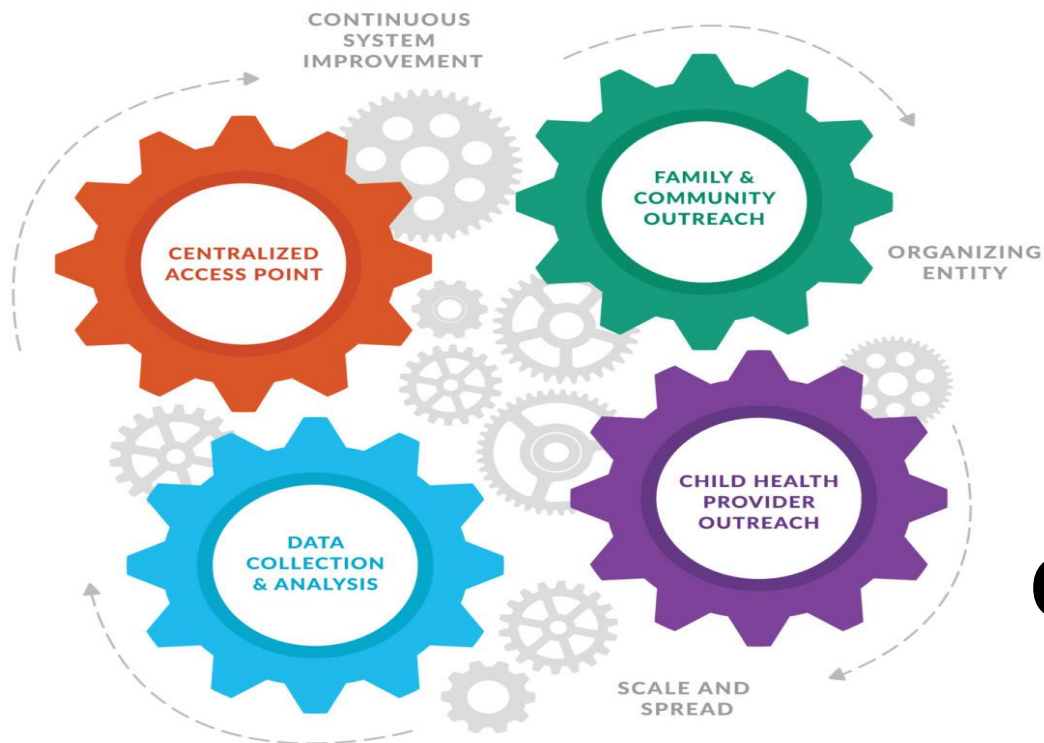 CONTINUOUS
SYSTEM
IMPROVEMENT
FAMILY &
COMMUNITY
OUTREACH
CENTRALIZED
ACCESS POINT
ORGANIZING
ENTITY
CHILD HEALTH
PROVIDER
OUTREACH
DATA
COLLECTION
& ANALYSIS
SCALE AND
SPREAD